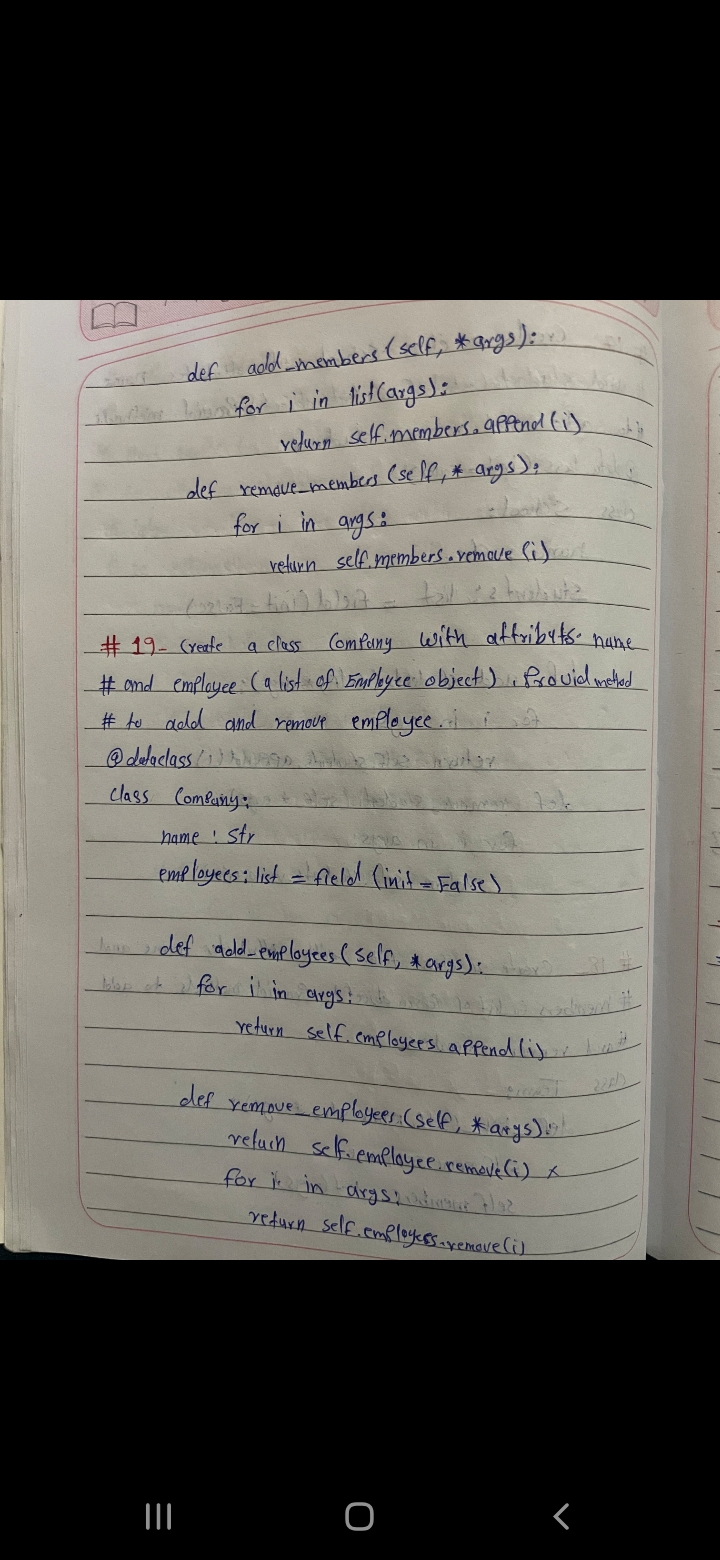 def add_members(self, *args):
for i in list(args):
return self.members.append(i)
def remove_members(self, *args):
for i in args:
return self.members.remove(i)
# 19- Create a class Company with attributs name
# and employee (a list of Employee object). Provid method
# to add and remove employee.
@dataclass
class Company:
name : str
employees: list = field(init=False)
def add_employees(self, *args):
for i in args:
return self.employees.append(i)
def remove_employees(self, *args):
return self.employee.remove(i) ×
for i in args:
return self.employees.remove(i)